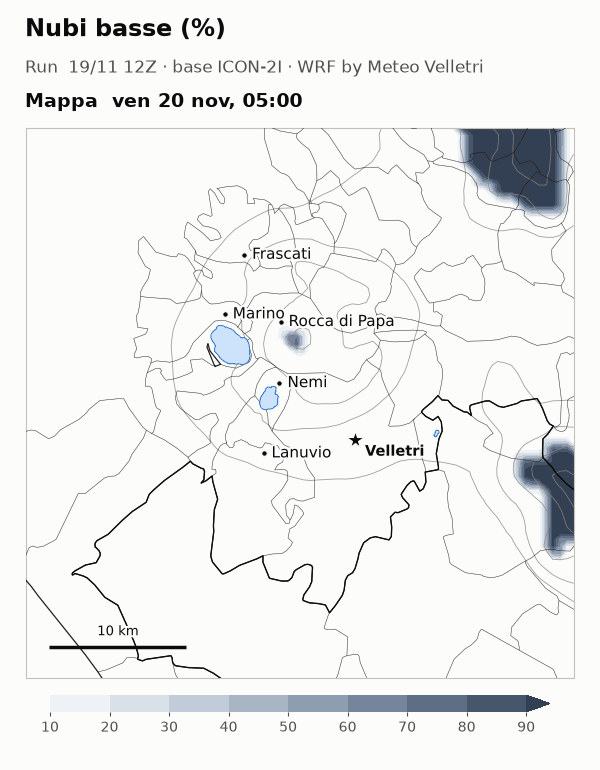 Nubi basse (%)
Run  19/11 12Z · base ICON-2I · WRF by Meteo Velletri
Mappa  ven 20 nov, 05:00
Frascati
Marino
Rocca di Papa
Nemi
Velletri
Lanuvio
10 km
10 20 30 40 50 60 70 80 90